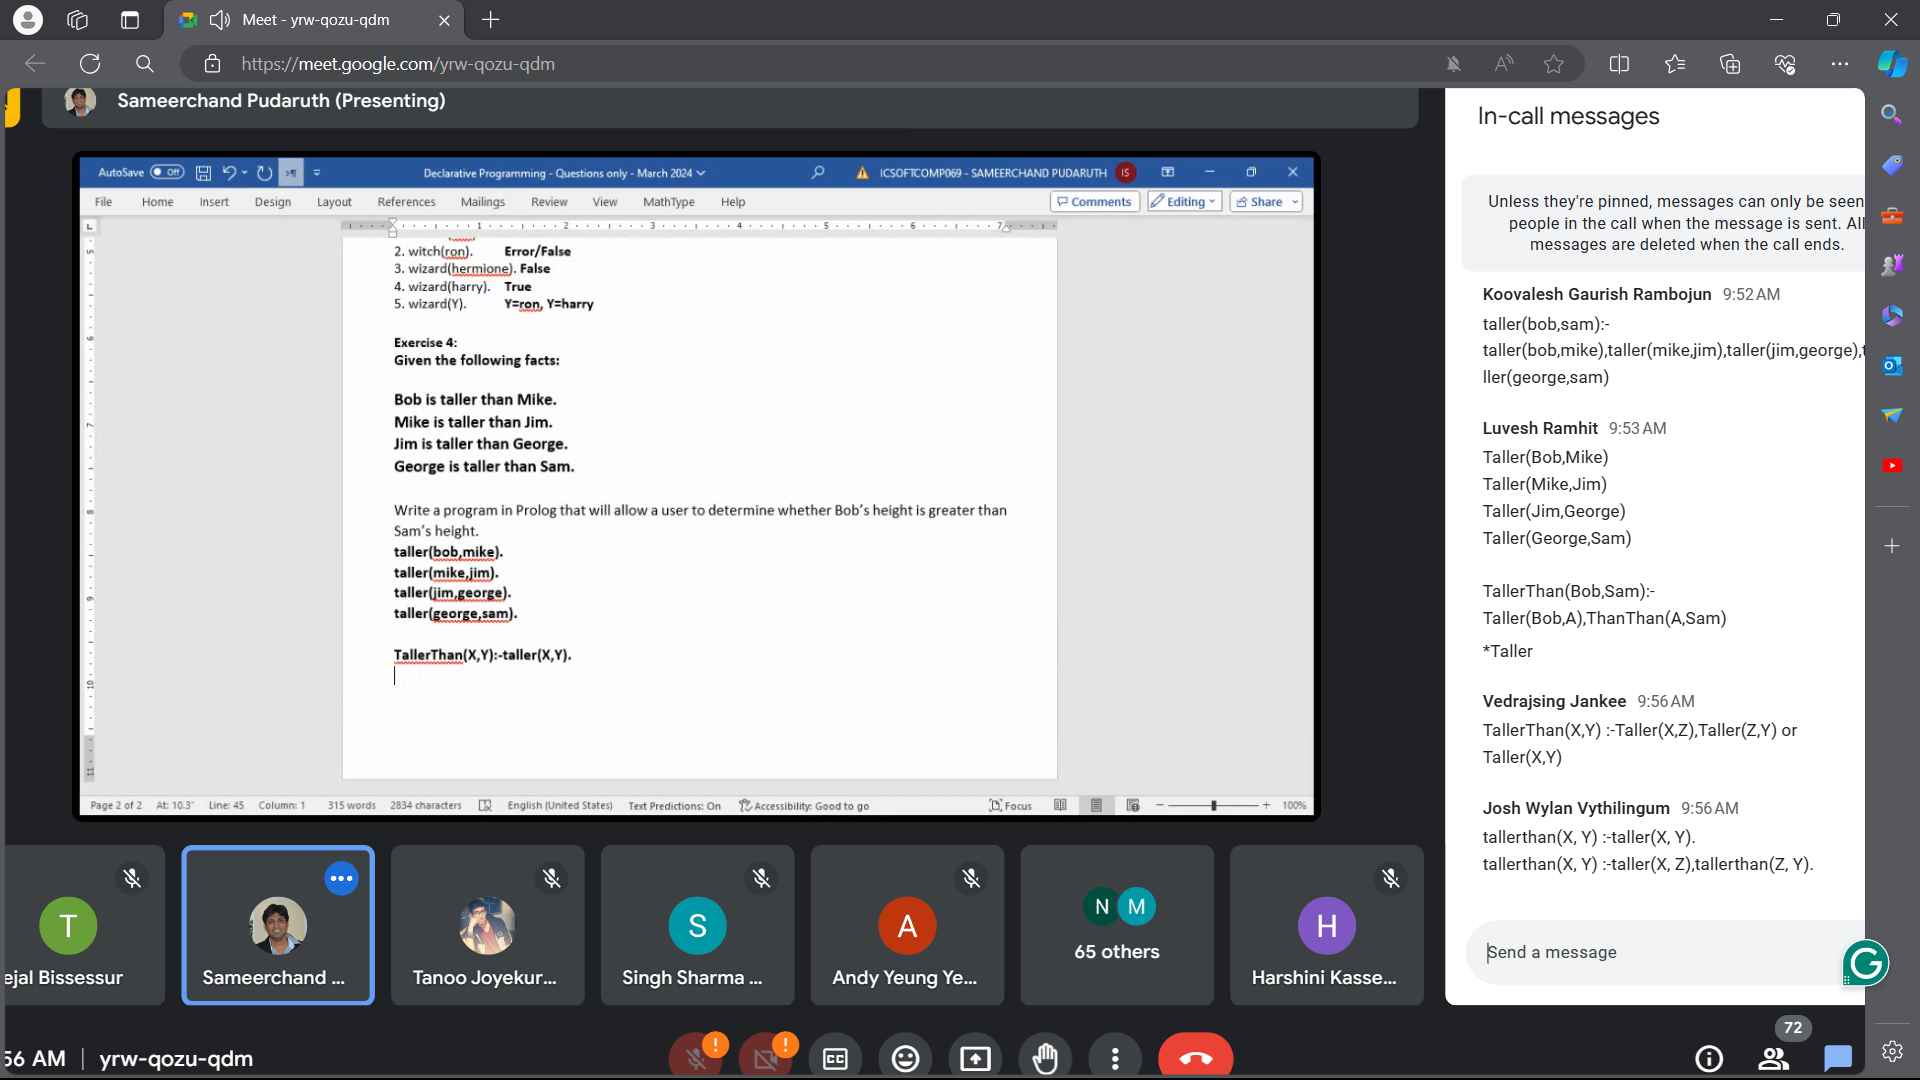 Meet - yrw-qozu-qdm
https://meet.google.com/yrw-qozu-qdm
Sameerchand Pudaruth (Presenting)
AutoSave Off
Declarative Programming - Questions only - March 2024
ICSOFTCOMP069 - SAMEERCHAND PUDARUTH IS
File Home Insert Design Layout References Mailings Review View MathType Help
Comments Editing Share
1 2 3 4 5 6 7
2. witch(ron). Error/False
3. wizard(hermione). False
4. wizard(harry). True
5. wizard(Y). Y=ron, Y=harry
Exercise 4:
Given the following facts:
Bob is taller than Mike.
Mike is taller than Jim.
Jim is taller than George.
George is taller than Sam.
Write a program in Prolog that will allow a user to determine whether Bob's height is greater than
Sam's height.
taller(bob,mike).
taller(mike,jim).
taller(jim,george).
taller(george,sam).
TallerThan(X,Y):-taller(X,Y).
Page 2 of 2 At: 10.3" Line: 45 Column: 1 315 words 2834 characters English (United States) Text Predictions: On Accessibility: Good to go Focus 100%
T
ejal Bissessur
Sameerchand ...
Tanoo Joyekur...
S
Singh Sharma ...
A
Andy Yeung Ye...
N M
65 others
H
Harshini Kasse...
56 AM | yrw-qozu-qdm
CC
72
In-call messages
Unless they're pinned, messages can only be seen
people in the call when the message is sent. All
messages are deleted when the call ends.
Koovalesh Gaurish Rambojun 9:52 AM
taller(bob,sam):-
taller(bob,mike),taller(mike,jim),taller(jim,george),t
ller(george,sam)
Luvesh Ramhit 9:53 AM
Taller(Bob,Mike)
Taller(Mike,Jim)
Taller(Jim,George)
Taller(George,Sam)
TallerThan(Bob,Sam):-
Taller(Bob,A),ThanThan(A,Sam)
*Taller
Vedrajsing Jankee 9:56 AM
TallerThan(X,Y) :-Taller(X,Z),Taller(Z,Y) or
Taller(X,Y)
Josh Wylan Vythilingum 9:56 AM
tallerthan(X, Y) :-taller(X, Y).
tallerthan(X, Y) :-taller(X, Z),tallerthan(Z, Y).
Send a message